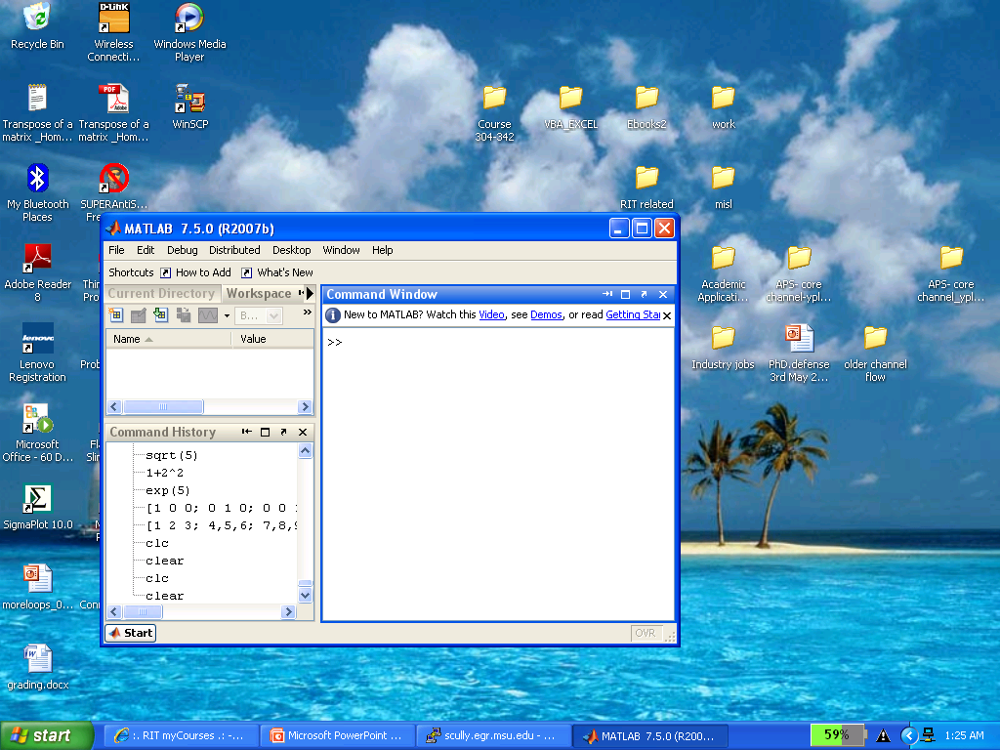 Recycle Bin
D-Link
Wireless
Connecti...
Windows Media
Player
Transpose of a
matrix _Hom...
PDF
Adobe
Transpose of a
matrix _Hom...
WinSCP
Course
304-342
VBA_EXCEL
Ebooks2
work
My Bluetooth
Places
SUPERAntiS...
Fre
RIT related
misl
Adobe Reader
8
Thin
Pro
Academic
Applicati...
APS- core
channel-ypl...
APS- core
channel_ypl...
lenovo
Lenovo
Registration
Prob
Industry jobs
PhD.defense
3rd May 2...
older channel
flow
Microsoft
Office - 60 D...
Fl
Slin
SigmaPlot 10.0
moreloops_0...
Con
grading.docx
MATLAB 7.5.0 (R2007b)
File Edit Debug Distributed Desktop Window Help
Shortcuts How to Add What's New
Current Directory Workspace
B...
»
Name Value
Command History
sqrt(5)
1+2^2
exp(5)
[1 0 0; 0 1 0; 0 0 1
[1 2 3; 4,5,6; 7,8,9
clc
clear
clc
clear
Command Window
New to MATLAB? Watch this Video, see Demos, or read Getting Sta
>>
Start
OVR
start
:. RIT myCourses .: -...
Microsoft PowerPoint ...
scully.egr.msu.edu - ...
MATLAB 7.5.0 (R200...
59%
1:25 AM